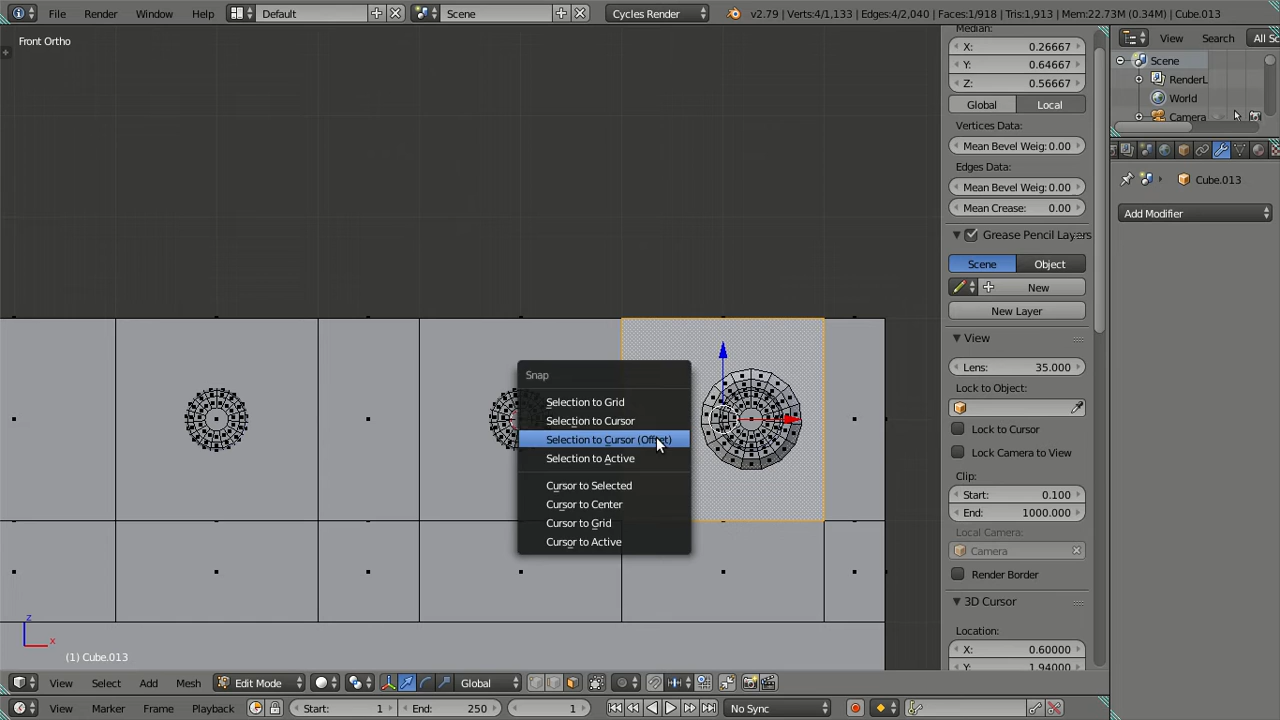 File Render Window Help Default Scene Cycles Render v2.79 | Verts:4/1,133 | Edges:4/2,040 | Faces:1/918 | Tris:1,913 | Mem:22.73M (0.34M) | Cube.013
Front Ortho
Median:
X: 0.26667
Y: 0.64667
Z: 0.56667
Global Local
Vertices Data:
Mean Bevel Weig: 0.00
Edges Data:
Mean Bevel Weig: 0.00
Mean Crease: 0.00
Grease Pencil Layers
Scene Object
New
New Layer
View
Lens: 35.000
Lock to Object:
Lock to Cursor
Lock Camera to View
Clip:
Start: 0.100
End: 1000.000
Local Camera:
Camera
Render Border
3D Cursor
Location:
X: 0.60000
Y: 1.94000
View Search All Sc
Scene
RenderL
World
Camera
Cube.013
Add Modifier
Snap
Selection to Grid
Selection to Cursor
Selection to Cursor (Offset)
Selection to Active
Cursor to Selected
Cursor to Center
Cursor to Grid
Cursor to Active
z
x
(1) Cube.013
View Select Add Mesh Edit Mode Global
View Marker Frame Playback Start: 1 End: 250 1 No Sync